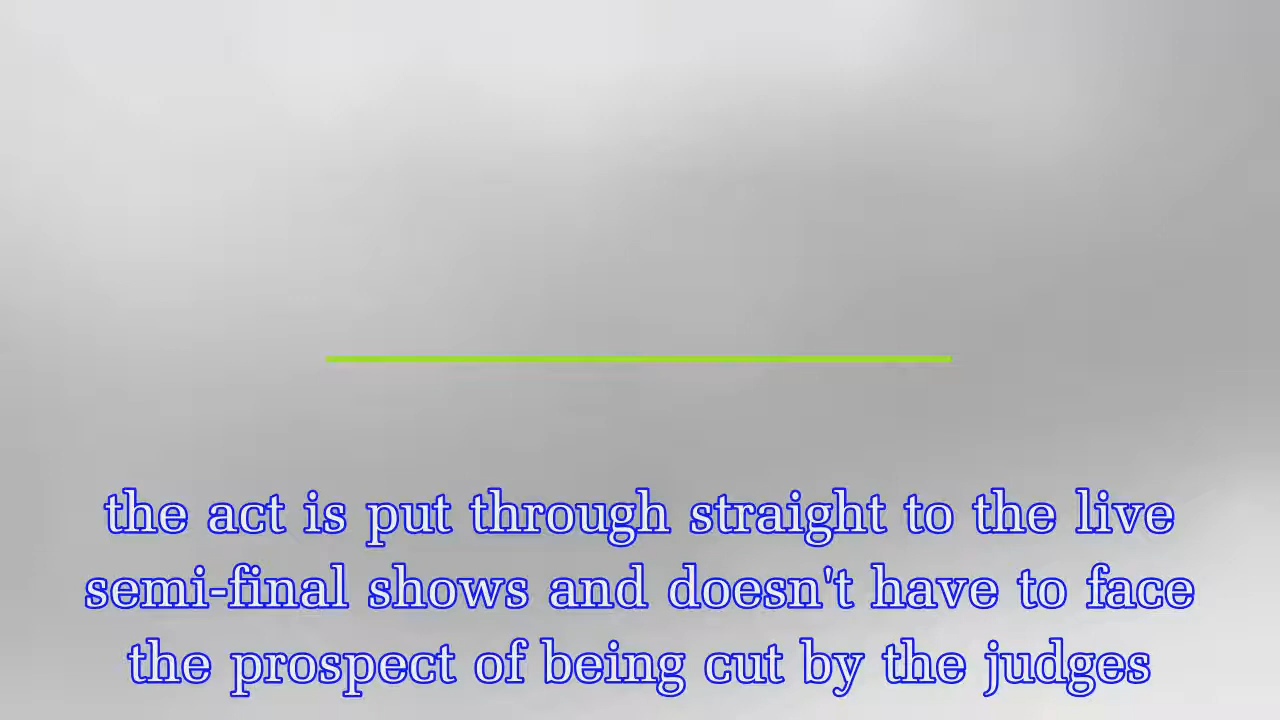 the act is put through straight to the live
semi-final shows and doesn't have to face
the prospect of being cut by the judges